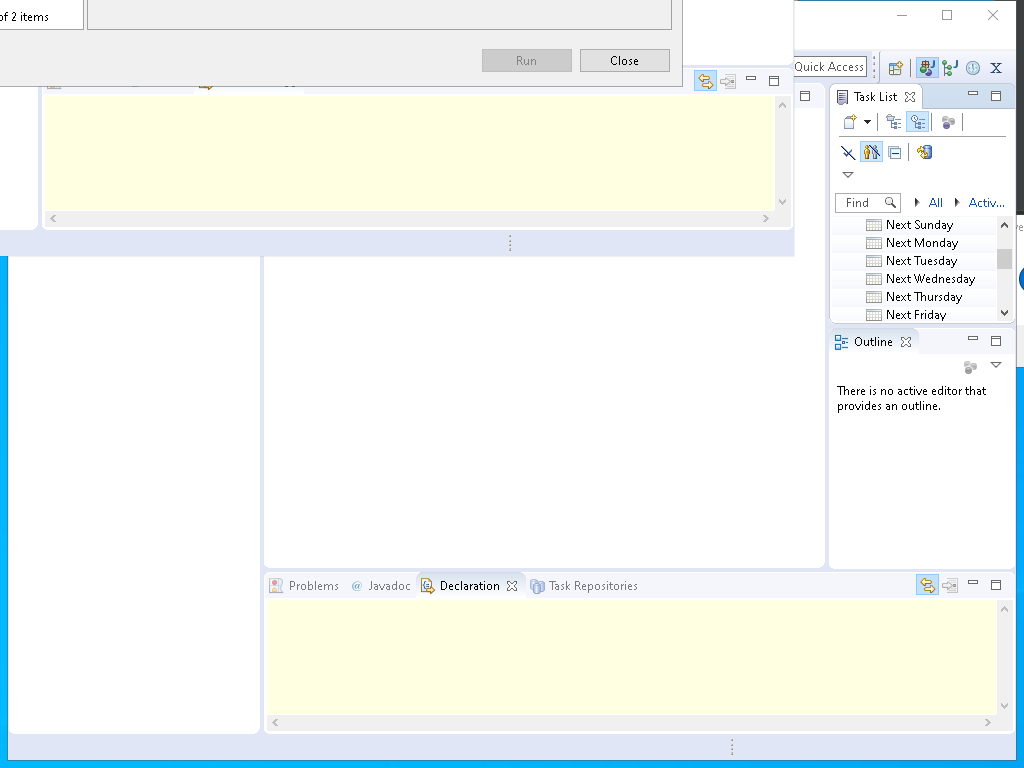 of 2 items
Run
Close
Quick Access
Task List
Find
All
Activ...
Next Sunday
Next Monday
Next Tuesday
Next Wednesday
Next Thursday
Next Friday
Outline
There is no active editor that
provides an outline.
Problems
@ Javadoc
Declaration
Task Repositories